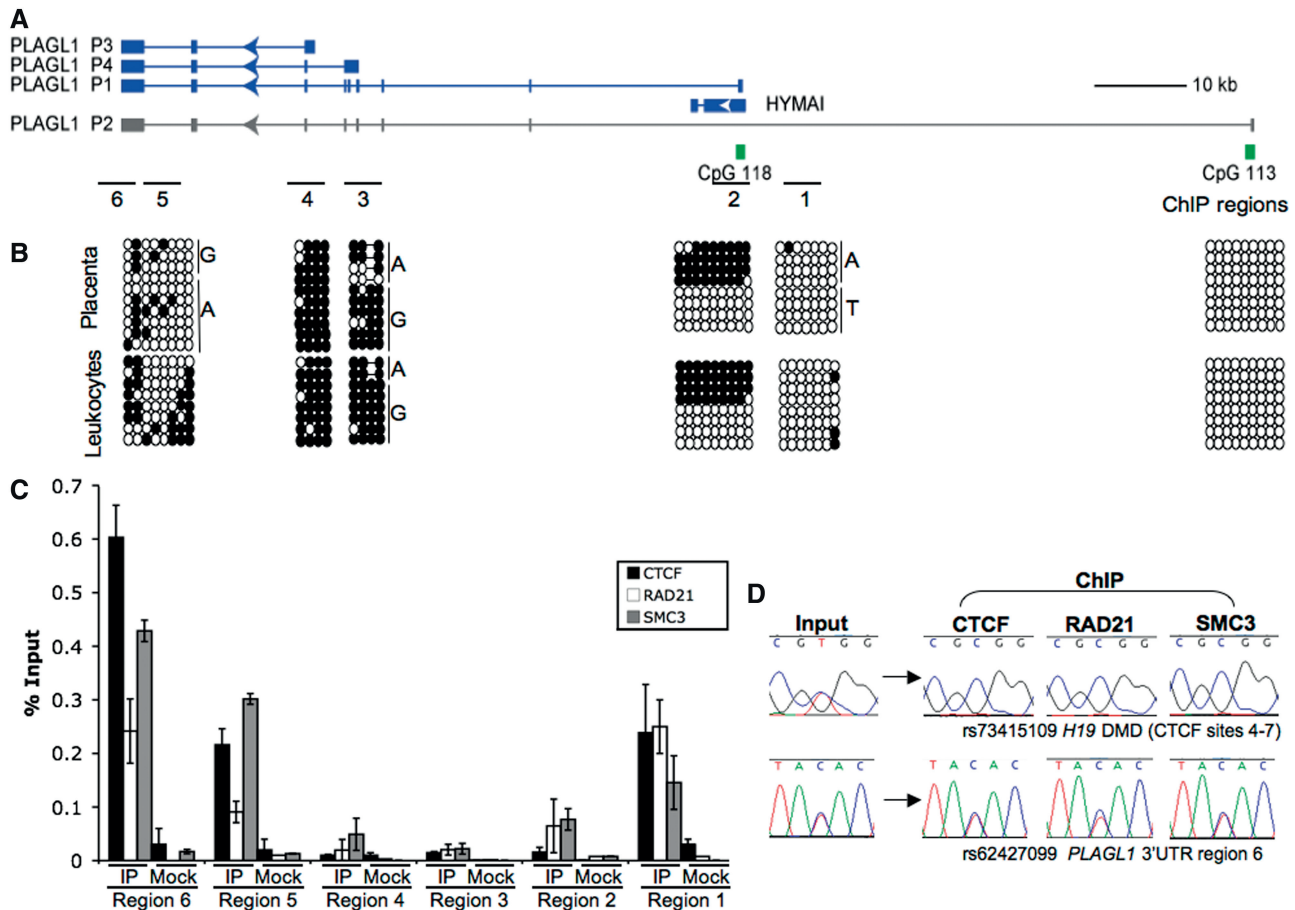 A
PLAGL1 P3
PLAGL1 P4
PLAGL1 P1
10 kb
HYMAI
PLAGL1 P2
CpG 118
CpG 113
6 5 4 3 2 1
ChIP regions
B
Placenta
G
A
A
G
A
T
Leukocytes
A
G
C
% Input
0.7
0.6
0.5
0.4
0.3
0.2
0.1
0
CTCF
RAD21
SMC3
IP Mock IP Mock IP Mock IP Mock IP Mock IP Mock
Region 6 Region 5 Region 4 Region 3 Region 2 Region 1
D
ChIP
Input CTCF RAD21 SMC3
C G T G G C G C G G C G C G G C G C G G
rs73415109 H19 DMD (CTCF sites 4-7)
T A C A C T A C A C T A C A C T A C A C
rs62427099 PLAGL1 3'UTR region 6